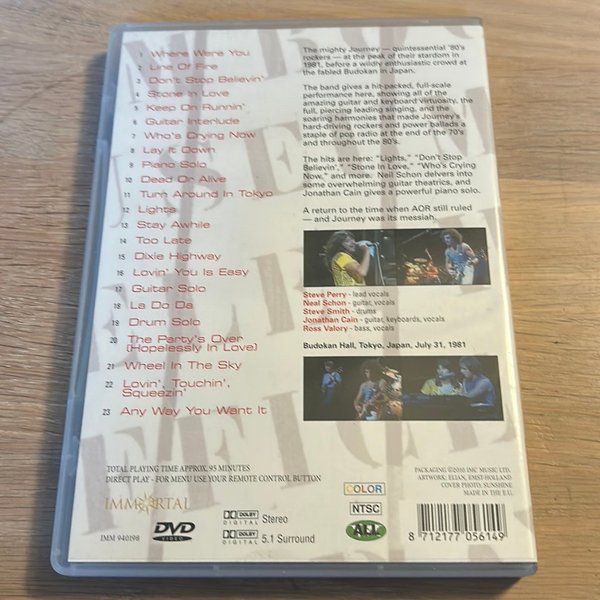 1 Where Were You
2 Line Of Fire
3 Don't Stop Believin'
4 Stone In Love
5 Keep On Runnin'
6 Guitar Interlude
7 Who's Crying Now
8 Lay It Down
9 Piano Solo
10 Dead Or Alive
11 Turn Around In Tokyo
12 Lights
13 Stay Awhile
14 Too Late
15 Dixie Highway
16 Lovin' You Is Easy
17 Guitar Solo
18 La Do Da
19 Drum Solo
20 The Party's Over
(Hopelessly In Love)
21 Wheel In The Sky
22 Lovin', Touchin',
Squeezin'
23 Any Way You Want It
The mighty Journey — quintessential '80's
rockers — at the peak of their stardom in
1981, before a wildly enthusiastic crowd at
the fabled Budokan in Japan.
The band gives a hit-packed, full-scale
performance here, showing all of the
amazing guitar and keyboard virtuosity, the
full, piercing leading singing, and the
soaring harmonies that made Journey's
hard-driving rockers and power ballads a
staple of pop radio at the end of the 70's
and throughout the 80's.
The hits are here: "Lights," "Don't Stop
Believin'," "Stone In Love," "Who's Crying
Now," and more. Neil Schon delvers into
some overwhelming guitar theatrics, and
Jonathan Cain gives a powerful piano solo.
A return to the time when AOR still ruled
— and Journey was its messiah.
Steve Perry - lead vocals
Neal Schon - guitar, vocals
Steve Smith - drums
Jonathan Cain - guitar, keyboards, vocals
Ross Valory - bass, vocals
Budokan Hall, Tokyo, Japan, July 31, 1981
TOTAL PLAYING TIME APPROX. 95 MINUTES
DIRECT PLAY - FOR MENU USE YOUR REMOTE CONTROL BUTTON
PACKAGING ©2010 IMC MUSIC LTD.
ARTWORK: ELIAN, EMST-HOLLAND
COVER PHOTO, SUNSHINE
MADE IN THE E.U.
IMMORTAL
IMM 940198
DVD
VIDEO
DOLBY
DIGITAL
Stereo
DOLBY
DIGITAL
5.1 Surround
COLOR
NTSC
ALL
8 712177 056149